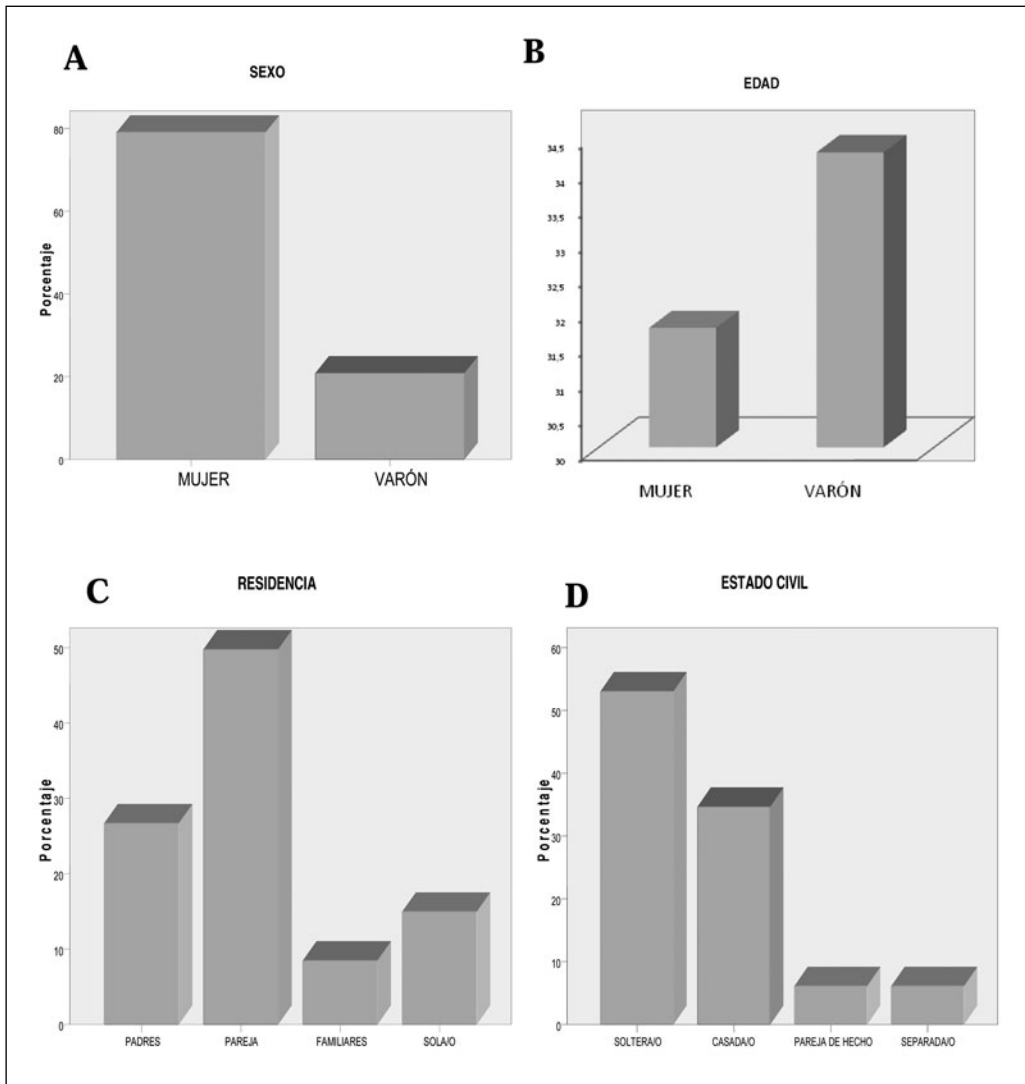 A
SEXO
Porcentaje
80
60
40
20
0
MUJER VARÓN
B
EDAD
34,5
34
33,5
33
32,5
32
31,5
31
30,5
30
MUJER VARÓN
C
RESIDENCIA
Porcentaje
50
40
30
20
10
0
PADRES PAREJA FAMILIARES SOLA/O
D
ESTADO CIVIL
Porcentaje
60
50
40
30
20
10
0
SOLTERA/O CASADA/O PAREJA DE HECHO SEPARADA/O